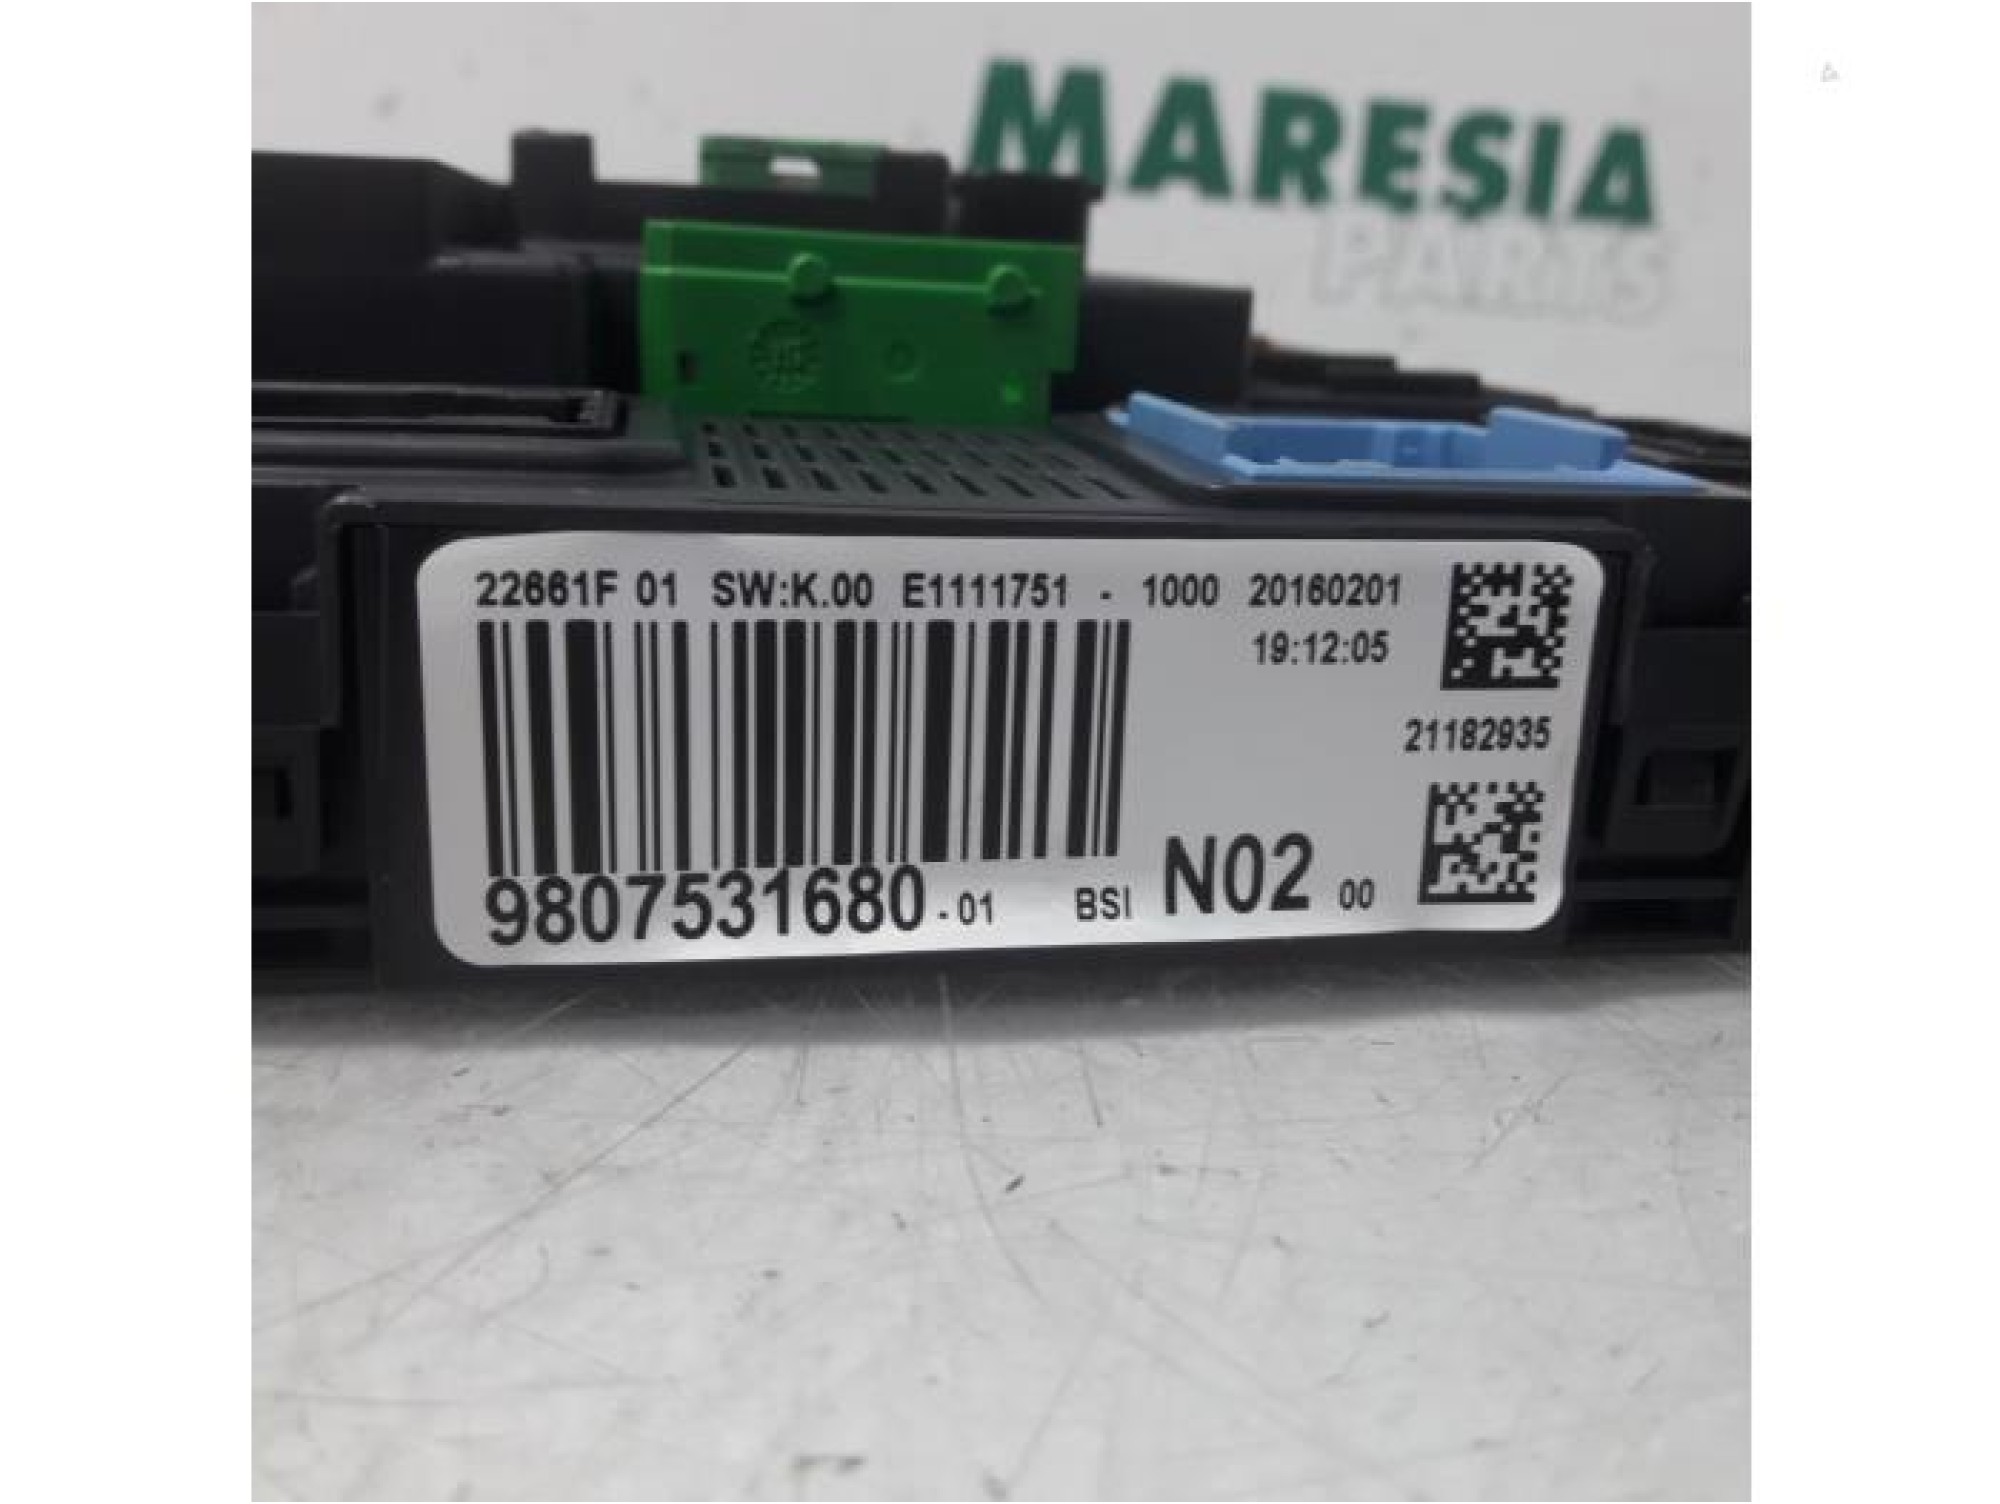 MARESIA
PARTS
22661F 01 SW:K.00 E1111751 - 1000 20160201
19:12:05
21182935
9807531680 - 01 BSI N02 00